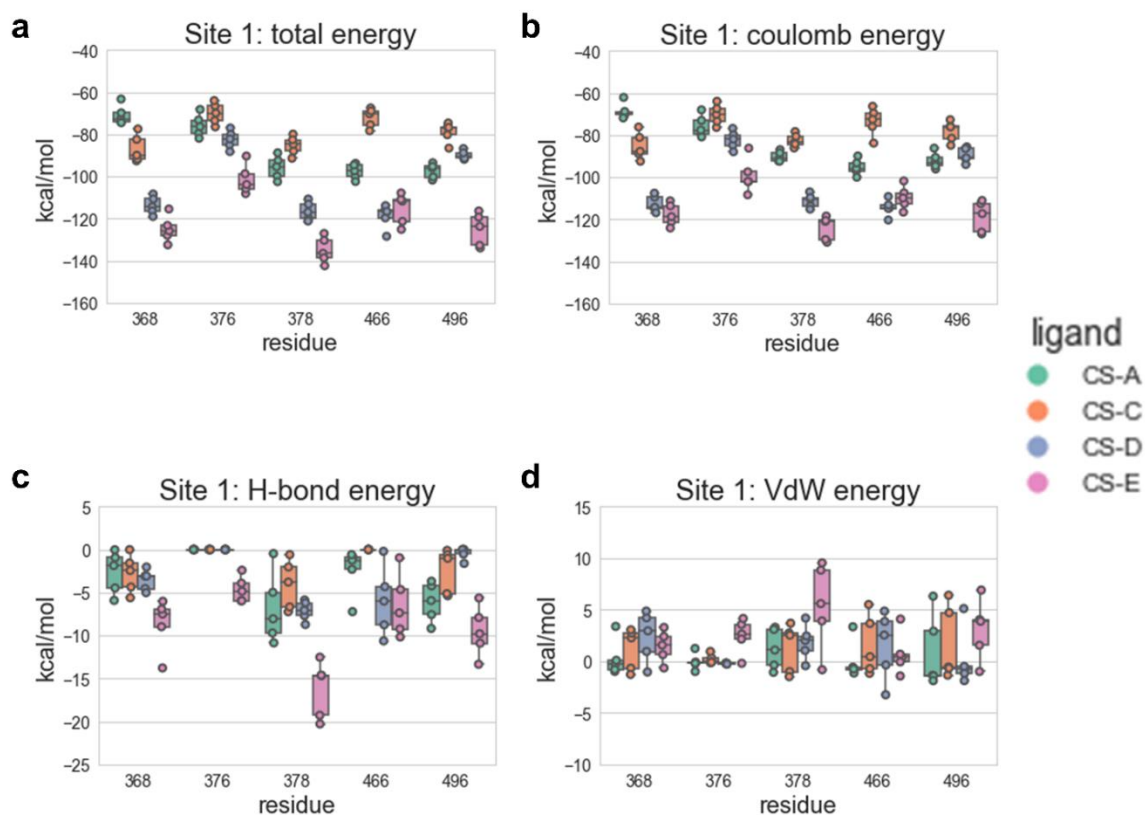 a
Site 1: total energy
−40
−60
−80
−100
−120
−140
−160
kcal/mol
368 376 378 466 496
residue
b
Site 1: coulomb energy
−40
−60
−80
−100
−120
−140
−160
kcal/mol
368 376 378 466 496
residue
ligand
CS-A
CS-C
CS-D
CS-E
c
Site 1: H-bond energy
5
0
−5
−10
−15
−20
−25
kcal/mol
368 376 378 466 496
residue
d
Site 1: VdW energy
15
10
5
0
−5
−10
kcal/mol
368 376 378 466 496
residue